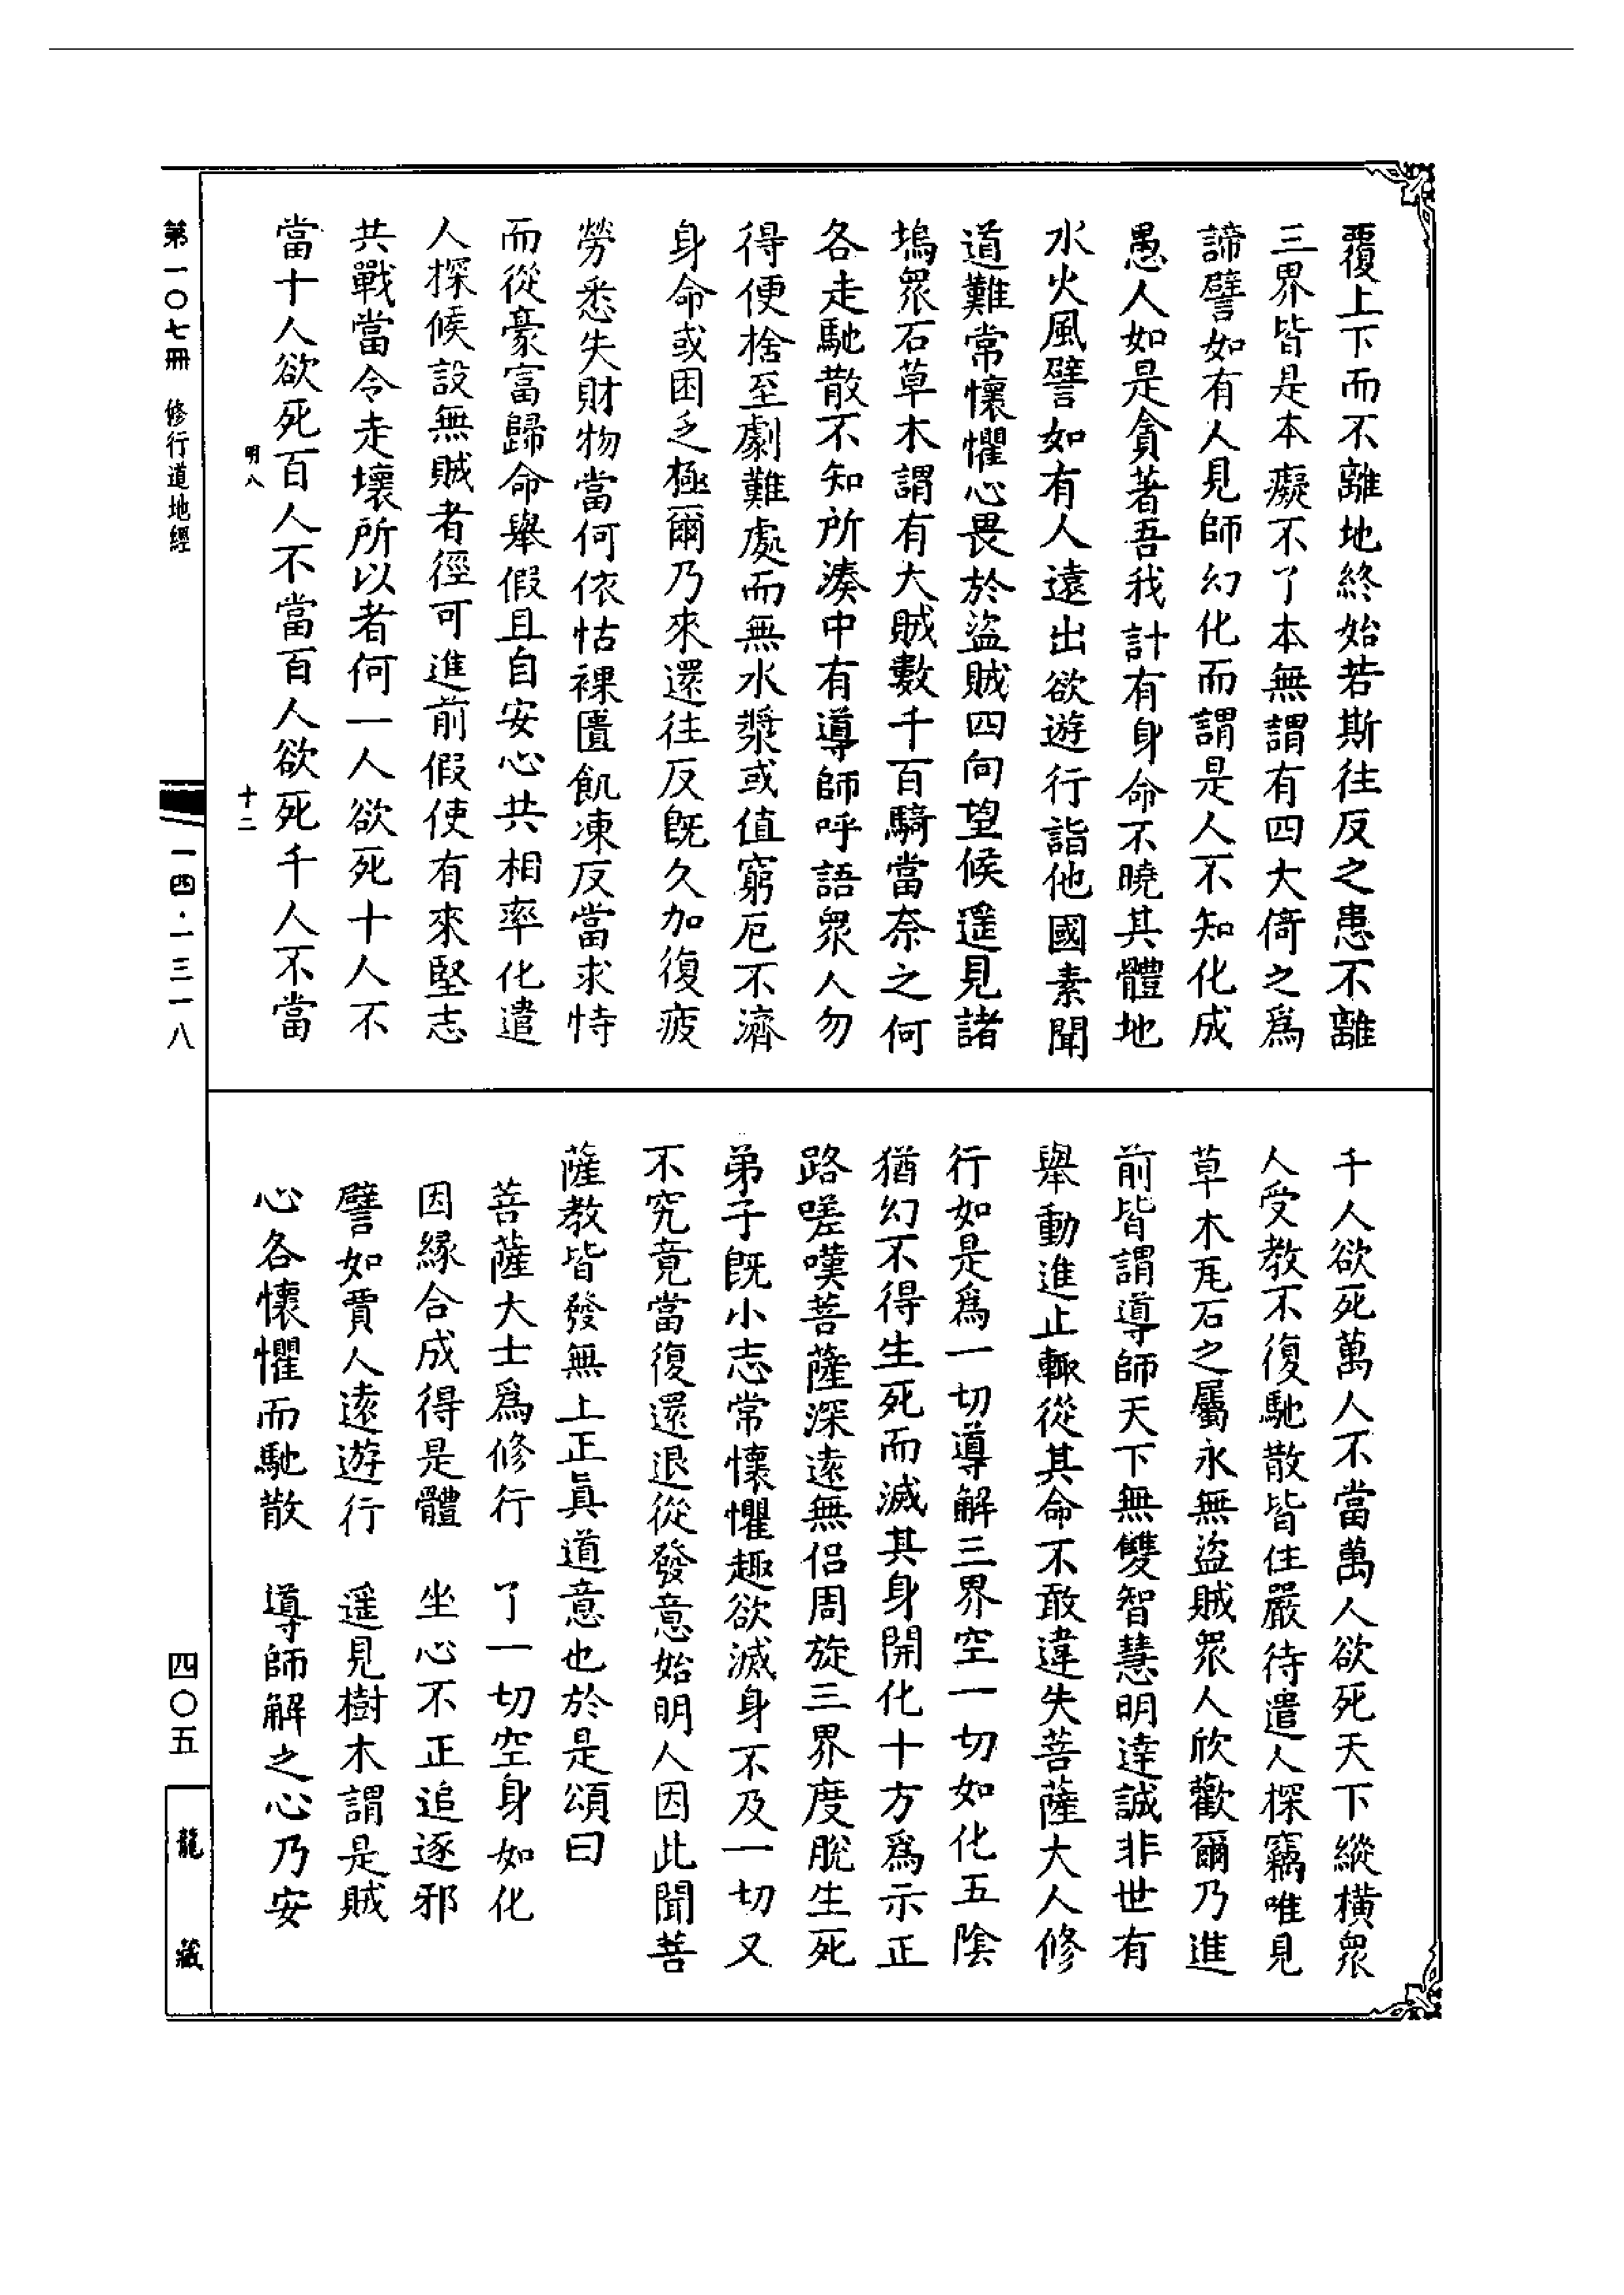 覆上下而不離地終始若斯往反之患不離
三界皆是本癡不了本無謂有四大倚之爲
諦譬如有人見師幻化而謂是人不知化成
愚人如是貪著吾我計有身命不曉其體地
水火風譬如有人遠出欲遊行詣他國素聞
道難常懷懼心畏於盜賊四向望候遥見諸
塢衆石草木謂有大賊數千百騎當奈之何
各走馳散不知所湊中有導師呼語衆人勿
得便捨至劇難處而無水漿或值窮厄不濟
身命或困乏極爾乃來還往反旣久加復疲
勞悉失財物當何依怙裸匱飢凍反當求恃
而從豪富歸命舉假且自安心共相率化遣
人探候設無賊者徑可進前假使有來堅志
共戰當令走壞所以者何一人欲死十人不
當十人欲死百人不當百人欲死千人不當
千人欲死萬人不當萬人欲死天下縱橫衆
人受教不復馳散皆住嚴待遣人探竊唯見
草木瓦石之屬永無盜賊衆人欣歡爾乃進
前皆謂導師天下無雙智慧明達誠非世有
舉動進止輒從其命不敢違失菩薩大人修
行如是爲一切導解三界空一切如化五陰
猶幻不得生死而滅其身開化十方爲示正
路嗟嘆菩薩深遠無侶周旋三界度脫生死
弟子旣小志常懷懼趣欲滅身不及一切又
不究竟當復還退從發意始明人因此聞菩
薩教皆發無上正眞道意也於是頌曰
菩薩大士爲修行　了一切空身如化
因緣合成得是體　坐心不正追逐邪
譬如賈人遠遊行　遥見樹木謂是賊
心各懷懼而馳散　導師解之心乃安
明八
十二
第一〇七冊　修行道地經
一四·一三一八
四〇五
龍藏